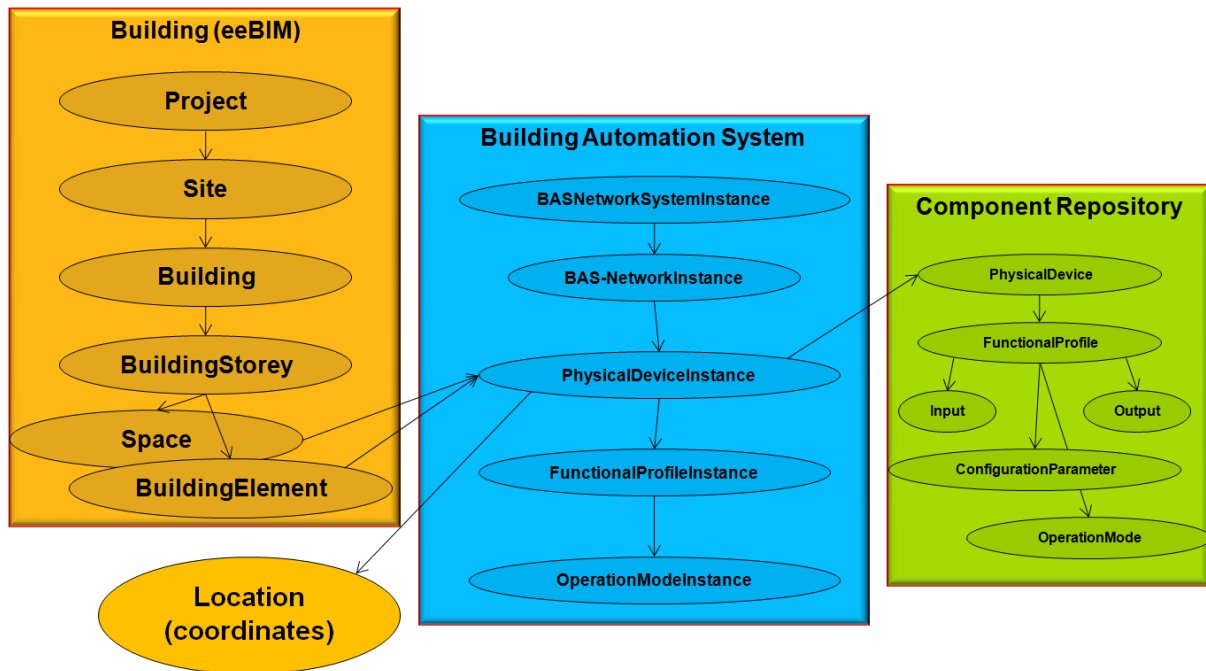 Building (eeBIM)
Project
Site
Building
BuildingStorey
Space
BuildingElement
Location
(coordinates)
Building Automation System
BASNetworkSystemInstance
BAS-NetworkInstance
PhysicalDeviceInstance
FunctionalProfileInstance
OperationModeInstance
Component Repository
PhysicalDevice
FunctionalProfile
Input
Output
ConfigurationParameter
OperationMode